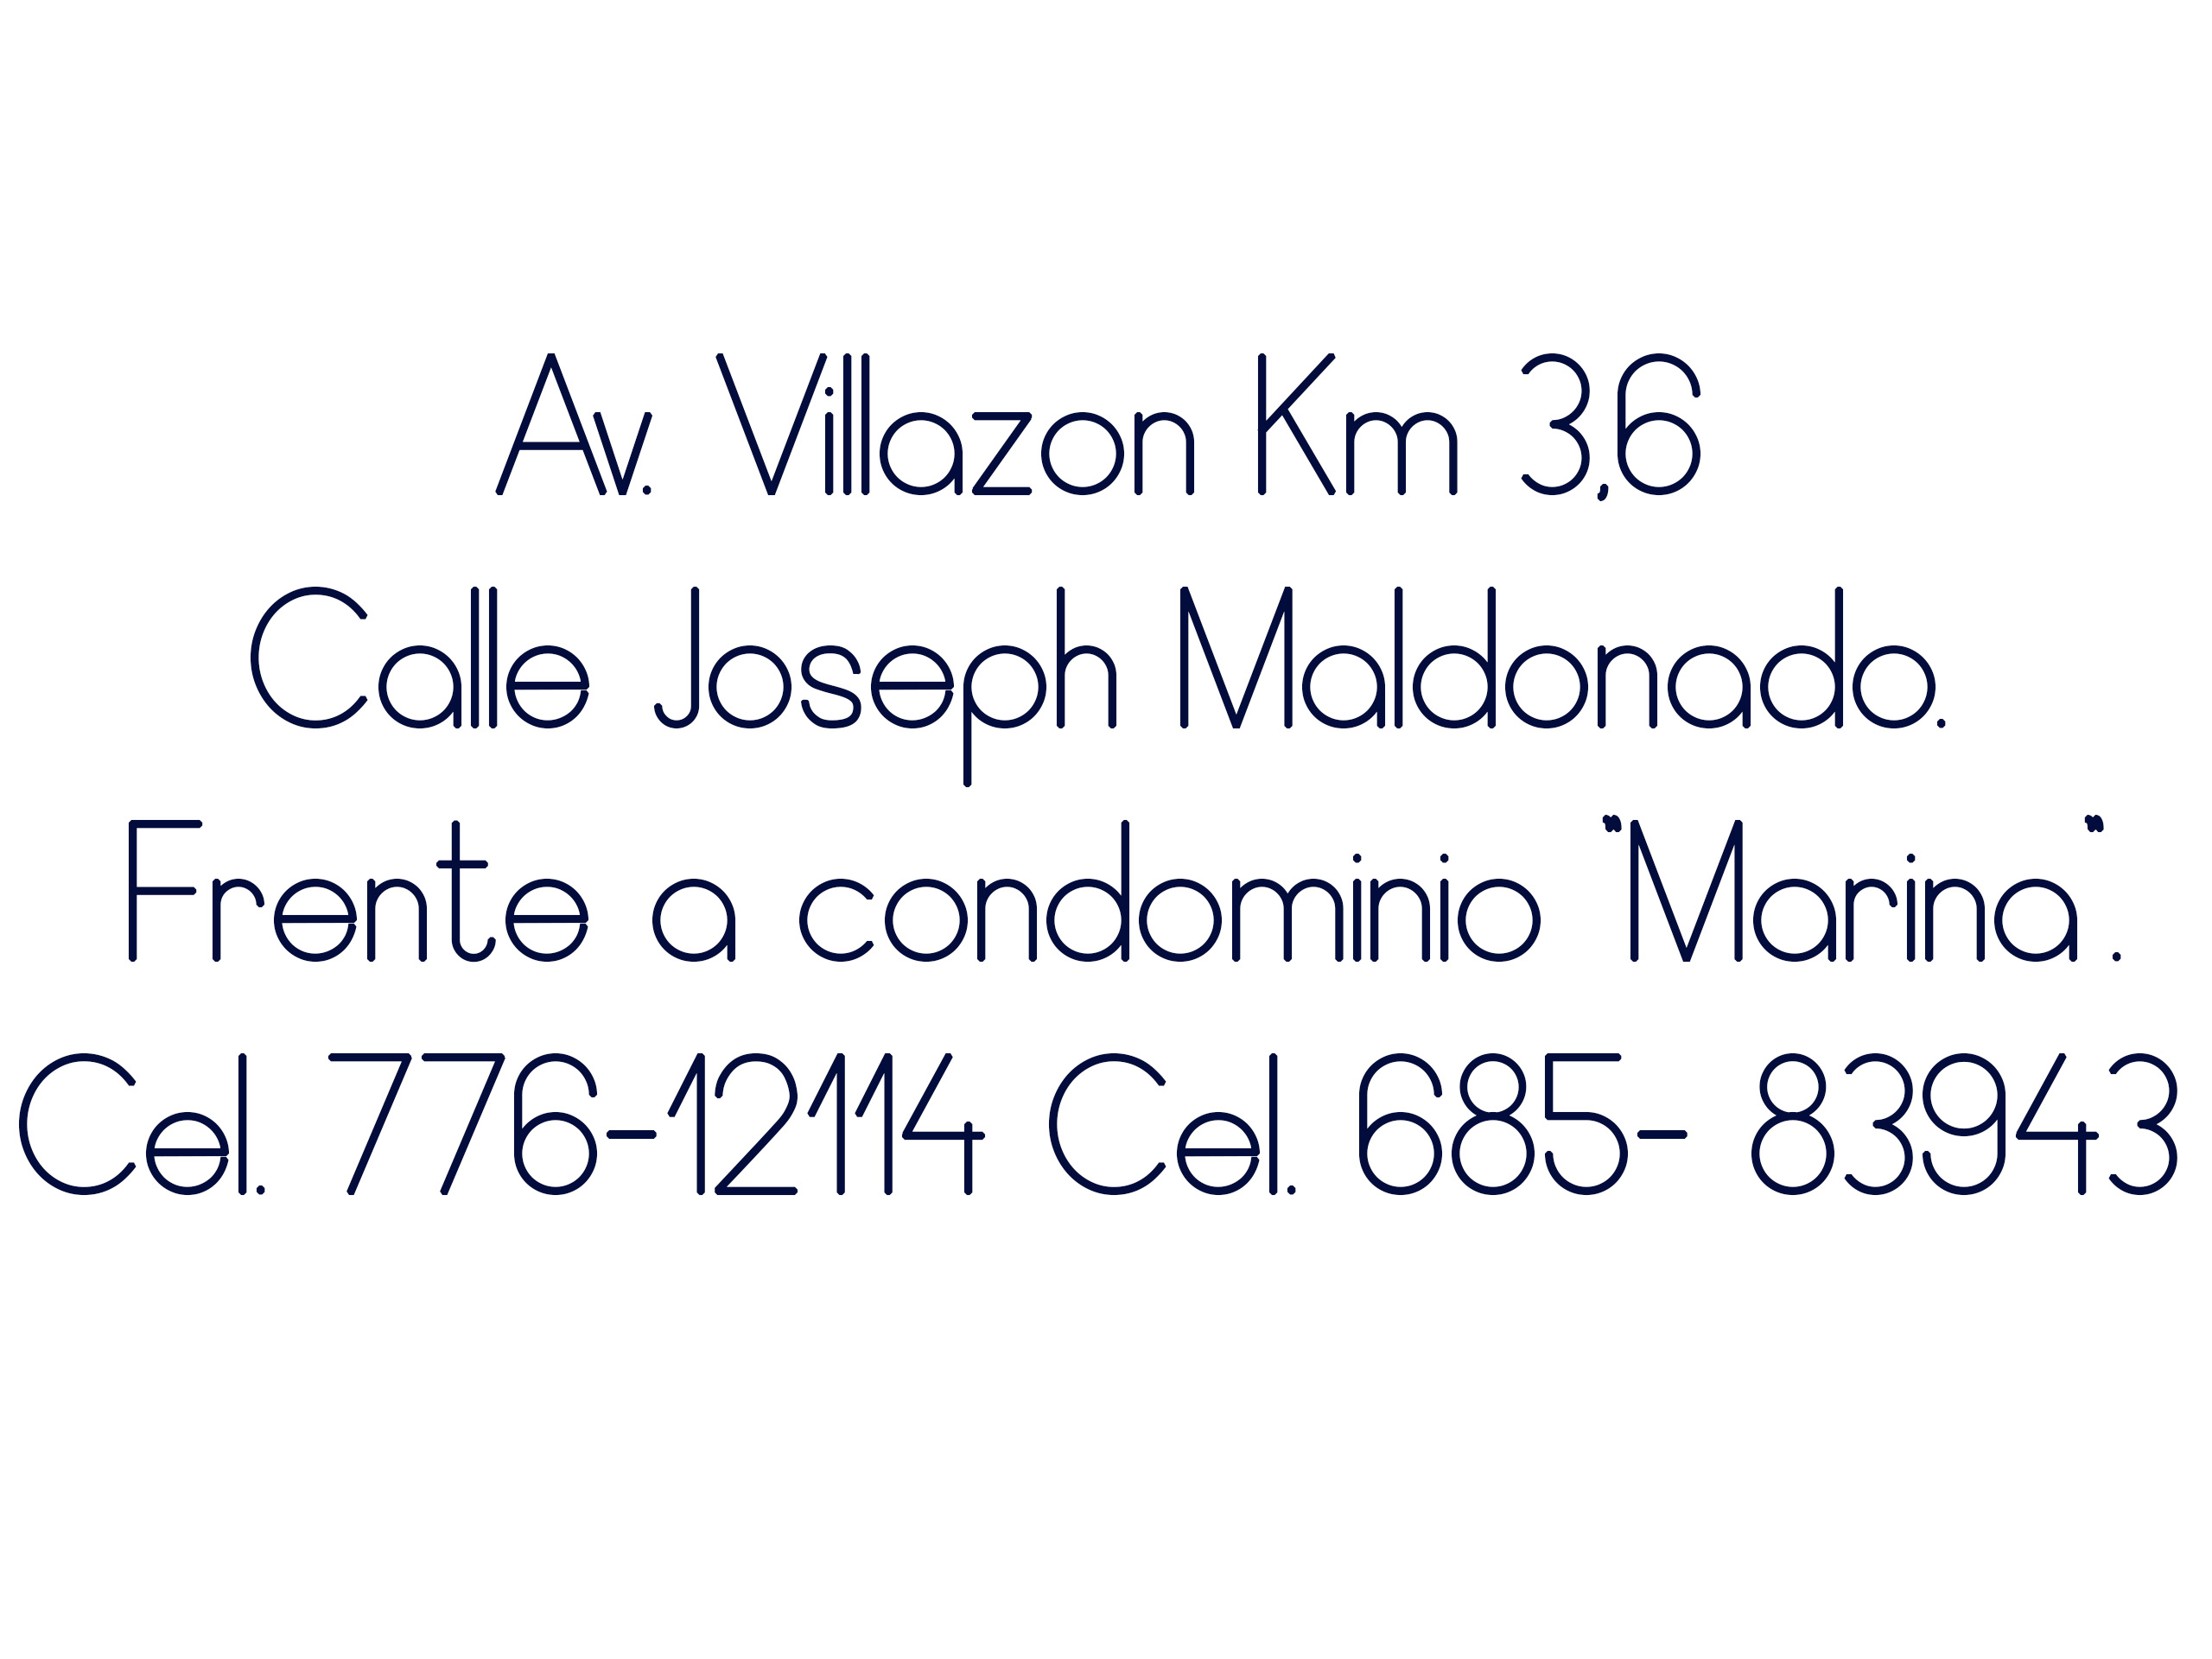 Av. Villazon Km 3,6
Calle Joseph Maldonado.
Frente a condominio "Marina".
Cel. 776-12114 Cel. 685- 83943